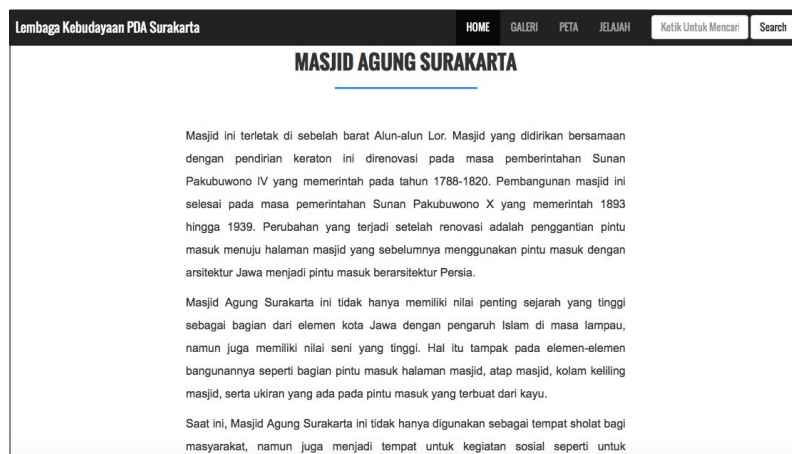 Lembaga Kebudayaan PDA Surakarta HOME GALERI PETA JELAJAH Ketik Untuk Mencari Search
MASJID AGUNG SURAKARTA
Masjid ini terletak di sebelah barat Alun-alun Lor. Masjid yang didirikan bersamaan
dengan pendirian keraton ini direnovasi pada masa pemberintahan Sunan
Pakubuwono IV yang memerintah pada tahun 1788-1820. Pembangunan masjid ini
selesai pada masa pemerintahan Sunan Pakubuwono X yang memerintah 1893
hingga 1939. Perubahan yang terjadi setelah renovasi adalah penggantian pintu
masuk menuju halaman masjid yang sebelumnya menggunakan pintu masuk dengan
arsitektur Jawa menjadi pintu masuk berarsitektur Persia.
Masjid Agung Surakarta ini tidak hanya memiliki nilai penting sejarah yang tinggi
sebagai bagian dari elemen kota Jawa dengan pengaruh Islam di masa lampau,
namun juga memiliki nilai seni yang tinggi. Hal itu tampak pada elemen-elemen
bangunannya seperti bagian pintu masuk halaman masjid, atap masjid, kolam keliling
masjid, serta ukiran yang ada pada pintu masuk yang terbuat dari kayu.
Saat ini, Masjid Agung Surakarta ini tidak hanya digunakan sebagai tempat sholat bagi
masyarakat, namun juga menjadi tempat untuk kegiatan sosial seperti untuk